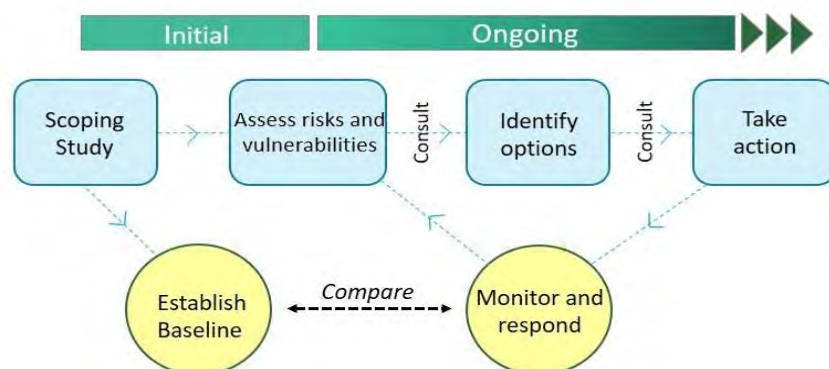 Initial
Ongoing
Scoping
Study
Assess risks and
vulnerabilities
Consult
Identify
options
Consult
Take
action
Establish
Baseline
Compare
Monitor and
respond